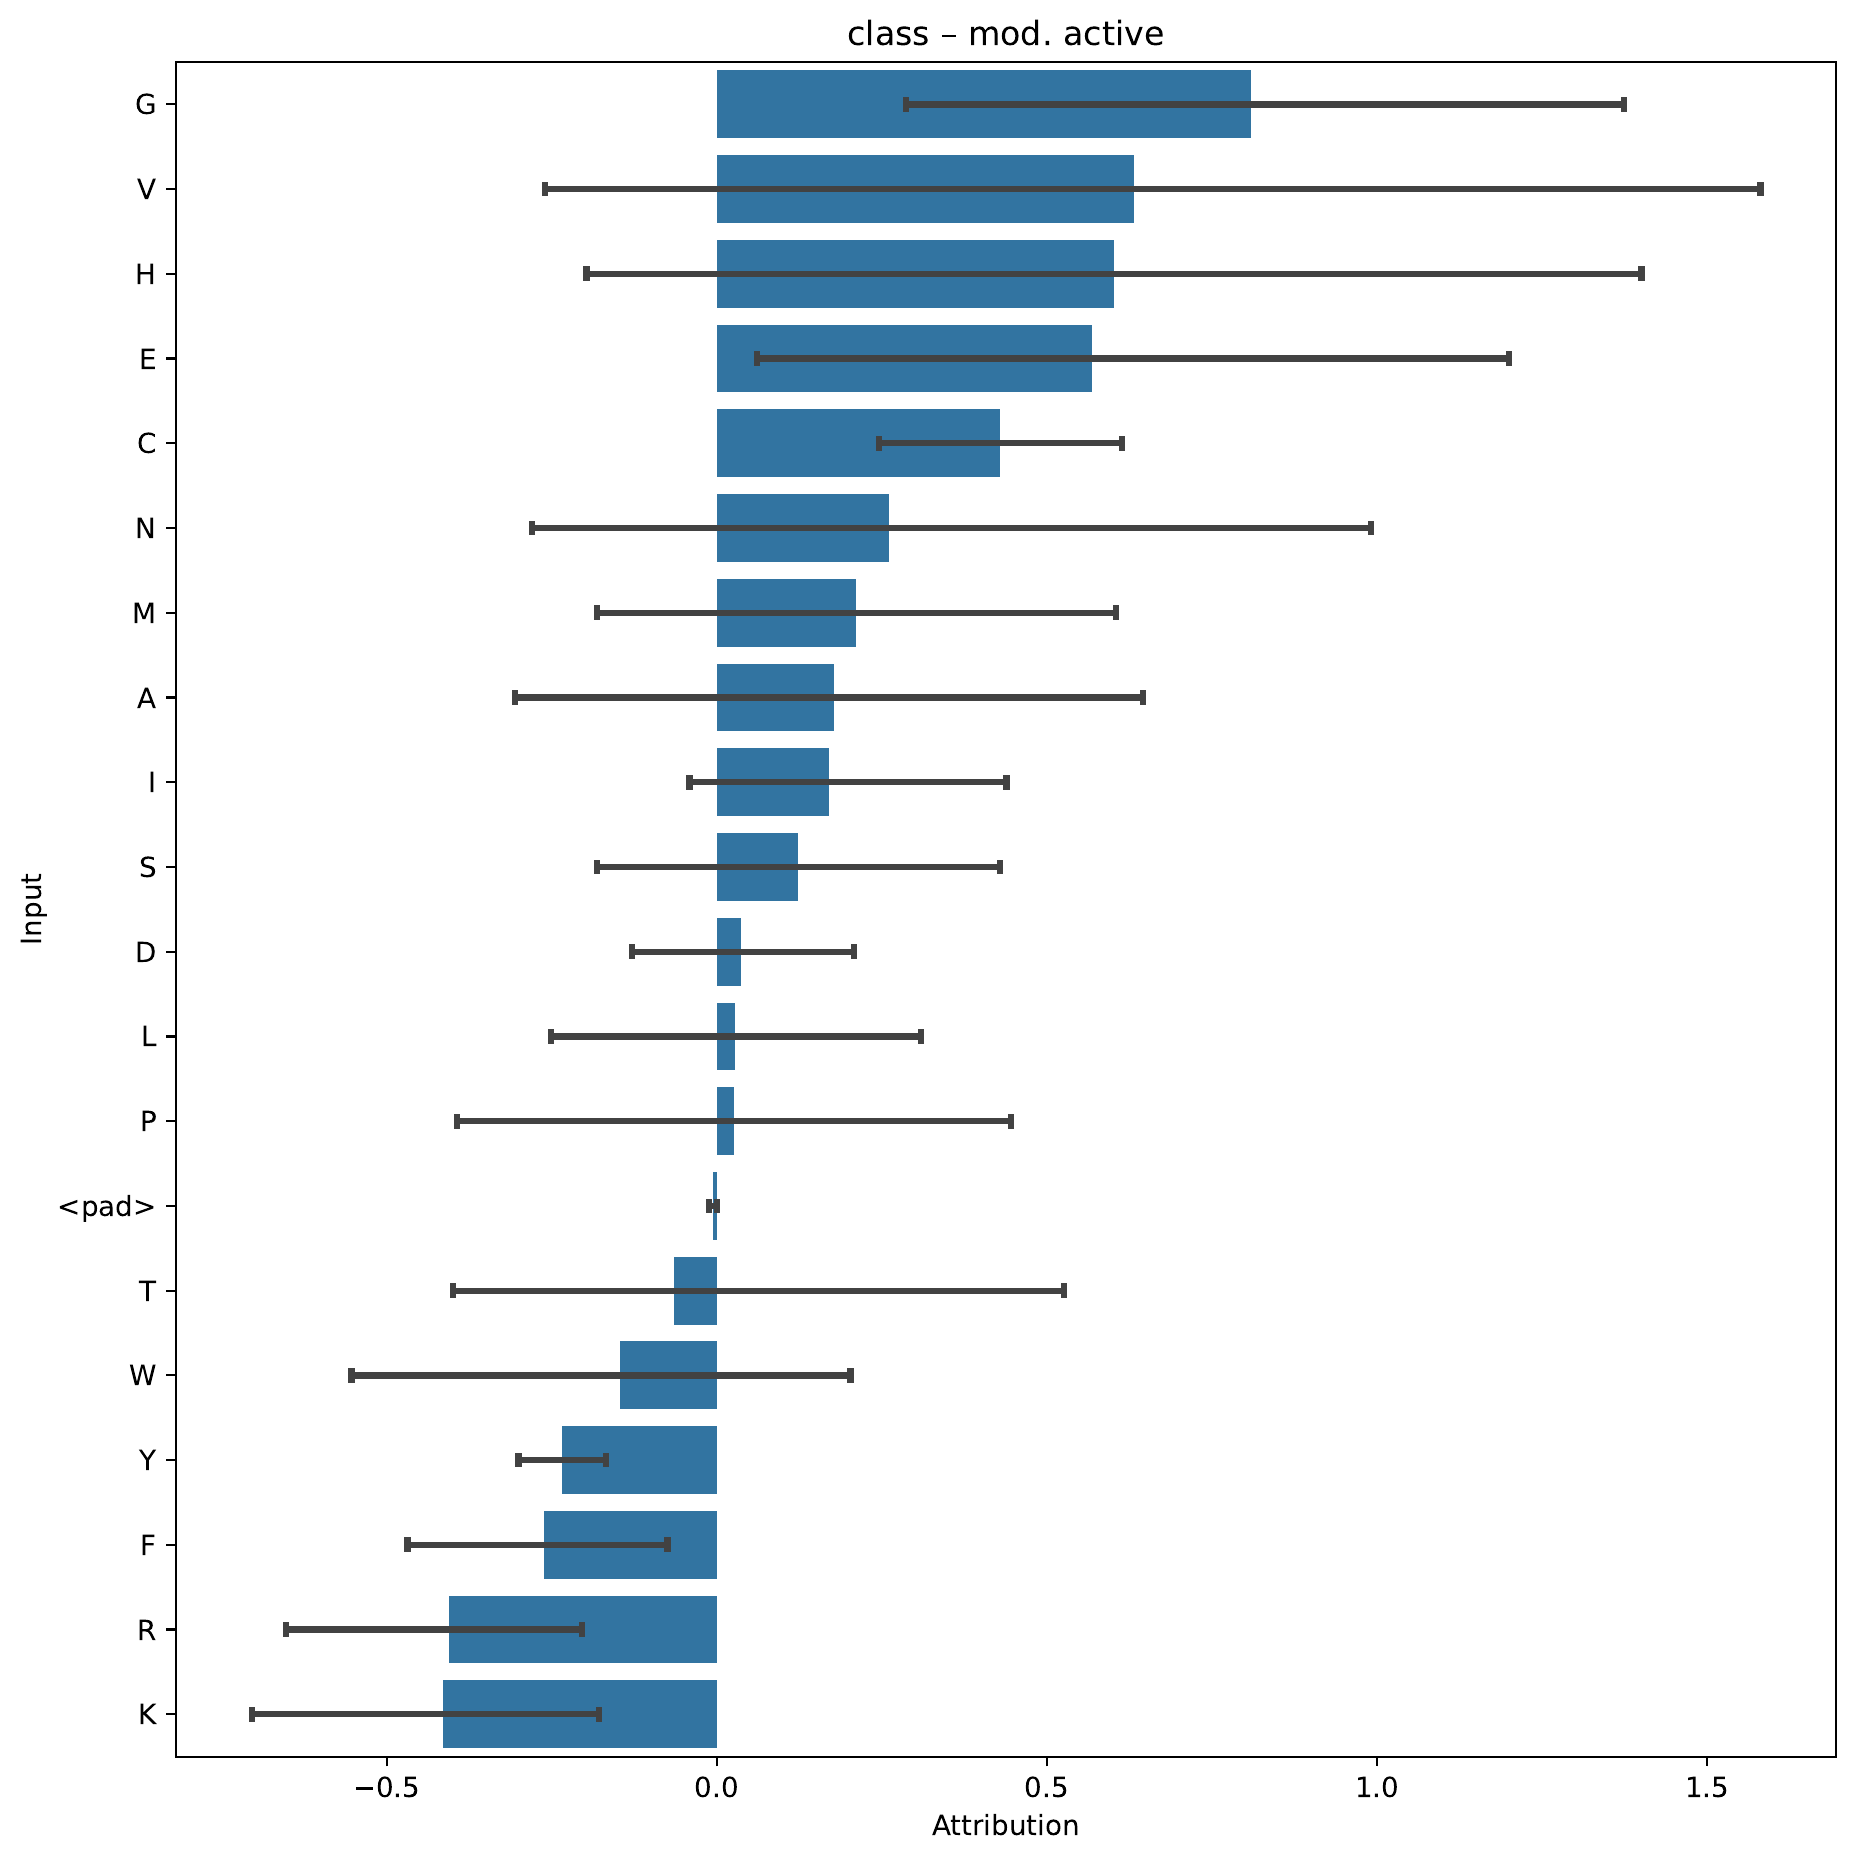 class – mod. active
G
V
H
E
C
N
M
A
I
S
D
L
P
<pad>
T
W
Y
F
R
K
Input
−0.5 0.0 0.5 1.0 1.5
Attribution